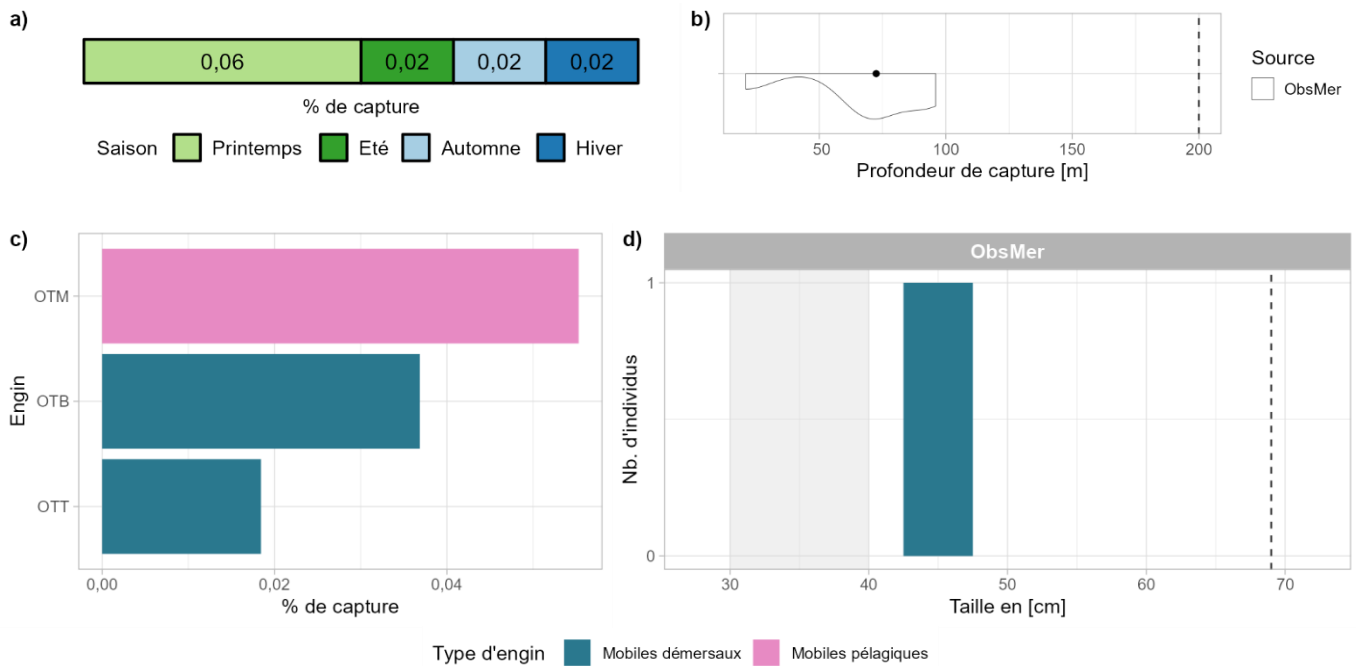 a)
0,06 0,02 0,02 0,02
% de capture
Saison Printemps Eté Automne Hiver
b)
50 100 150 200
Profondeur de capture [m]
Source
ObsMer
c)
OTM
OTB
OTT
Engin
0,00 0,02 0,04
% de capture
d)
ObsMer
1
0
Nb. d'individus
30 40 50 60 70
Taille en [cm]
Type d'engin Mobiles démersaux Mobiles pélagiques